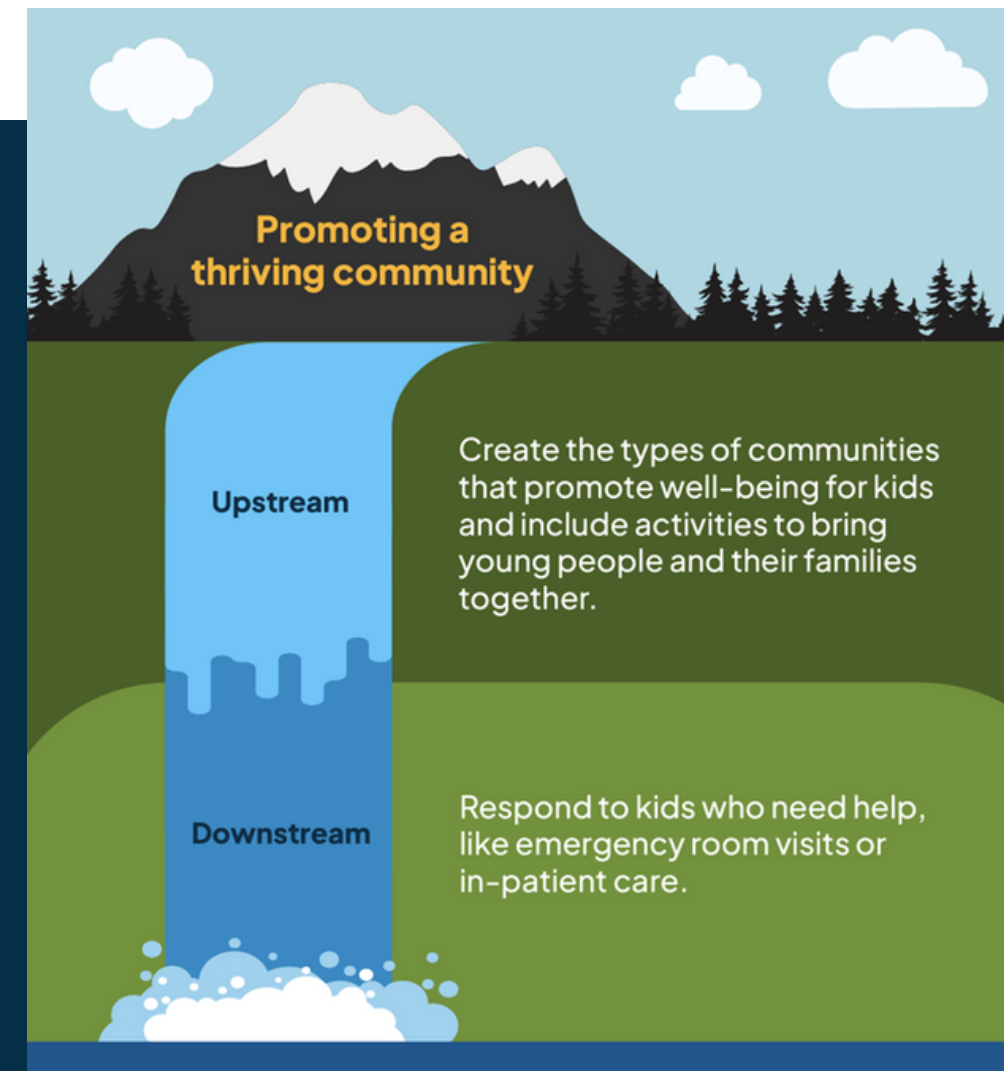 Promoting a
thriving community
Upstream
Create the types of communities
that promote well-being for kids
and include activities to bring
young people and their families
together.
Downstream
Respond to kids who need help,
like emergency room visits or
in-patient care.